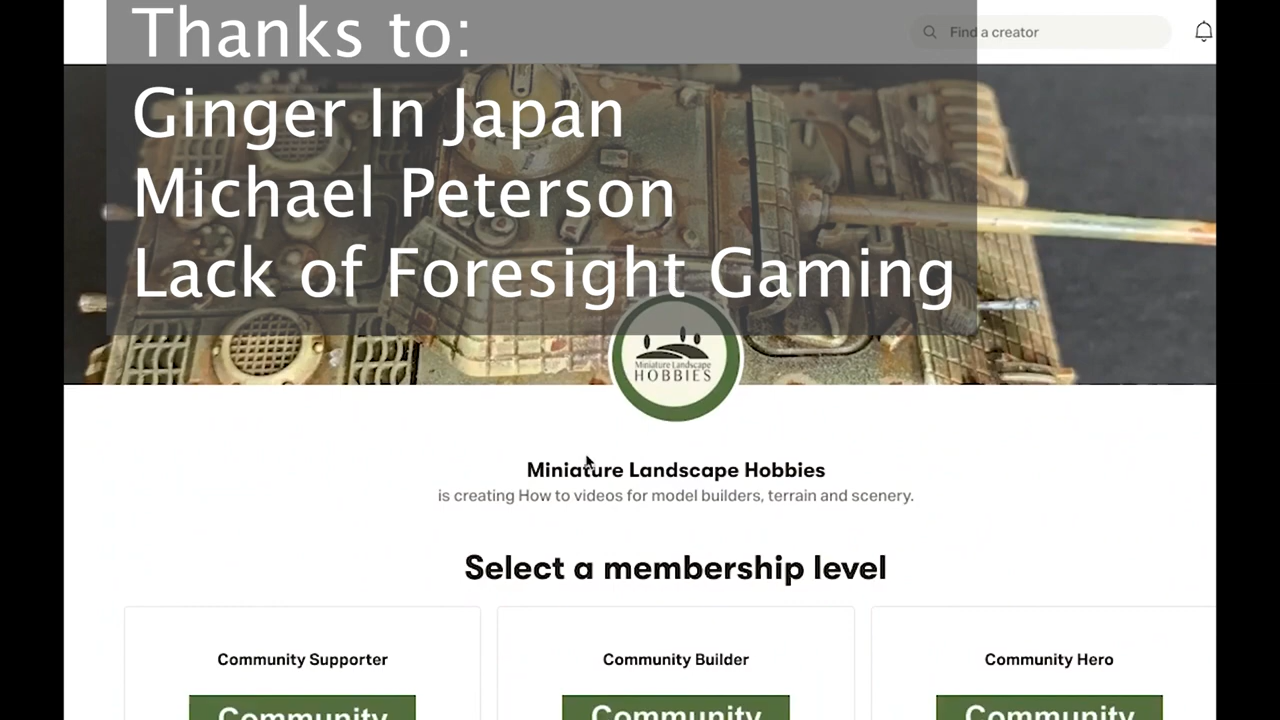 Thanks to:
Find a creator
Ginger In Japan
Michael Peterson
Lack of Foresight Gaming
Miniature Landscape
HOBBIES
Miniature Landscape Hobbies
is creating How to videos for model builders, terrain and scenery.
Select a membership level
Community Supporter
Community Builder
Community Hero
Community
Community
Community